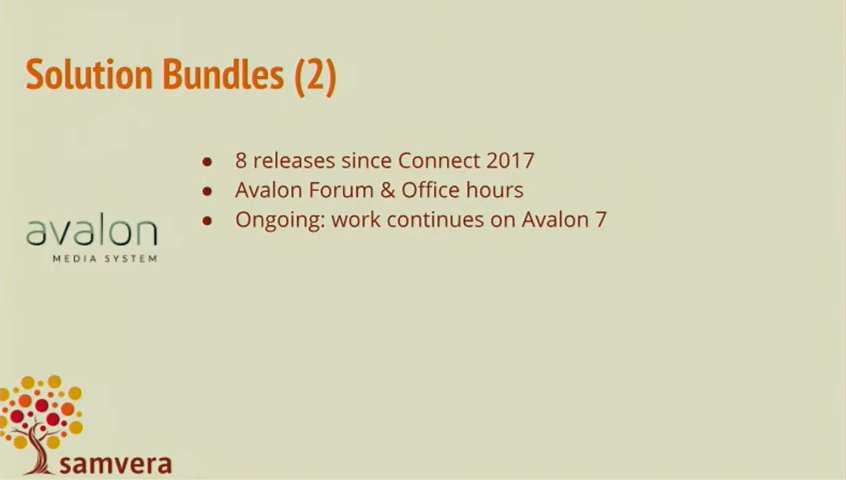 Solution Bundles (2)
● 8 releases since Connect 2017
● Avalon Forum & Office hours
● Ongoing: work continues on Avalon 7
avalon
MEDIA SYSTEM
samvera